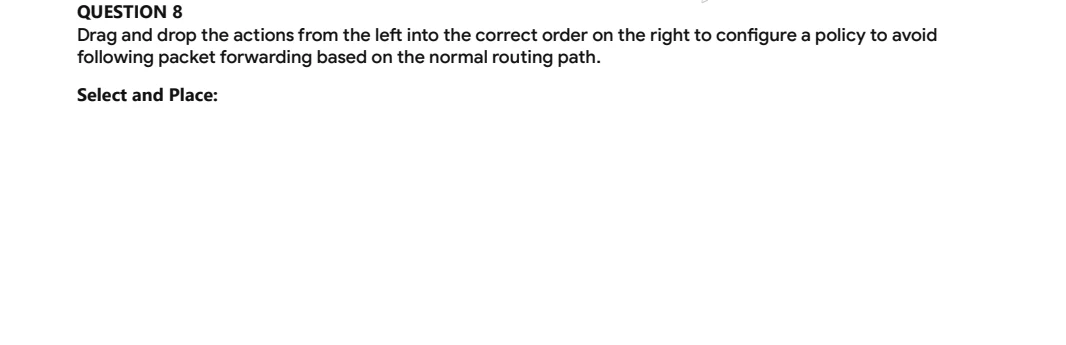 QUESTION 8
Drag and drop the actions from the left into the correct order on the right to configure a policy to avoid
following packet forwarding based on the normal routing path.
Select and Place: